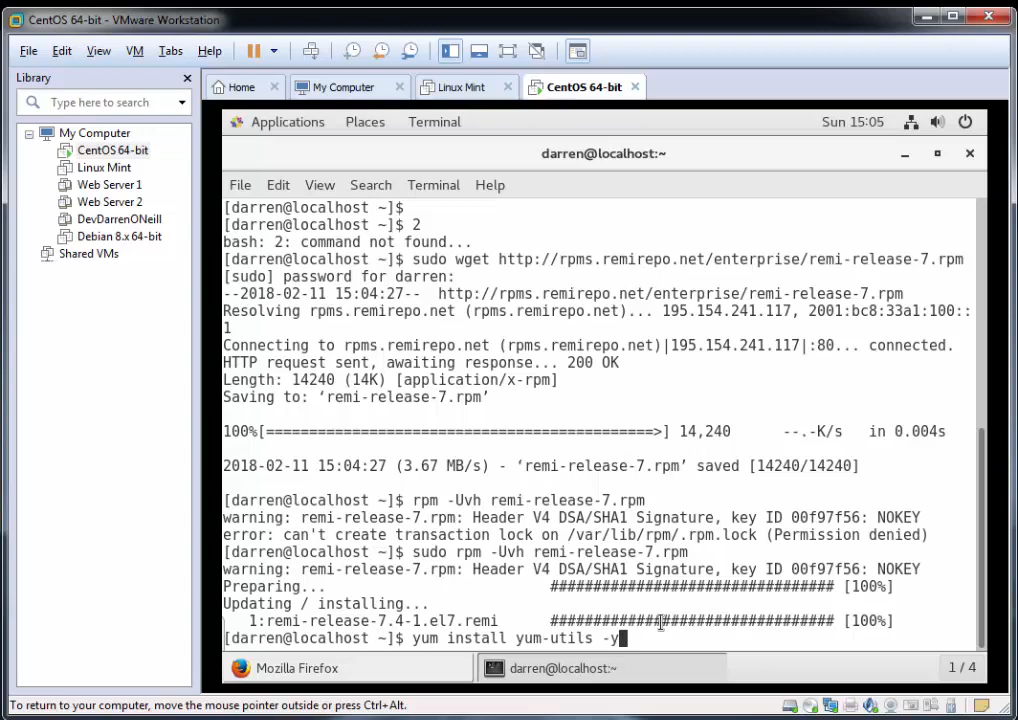 CentOS 64-bit - VMware Workstation
File Edit View VM Tabs Help
Library
Home
My Computer
Linux Mint
CentOS 64-bit
Type here to search
My Computer
CentOS 64-bit
Linux Mint
Web Server 1
Web Server 2
DevDarrenONeill
Debian 8.x 64-bit
Shared VMs
Applications Places Terminal Sun 15:05
darren@localhost:~
File Edit View Search Terminal Help
[darren@localhost ~]$
[darren@localhost ~]$ 2
bash: 2: command not found...
[darren@localhost ~]$ sudo wget http://rpms.remirepo.net/enterprise/remi-release-7.rpm
[sudo] password for darren:
--2018-02-11 15:04:27-- http://rpms.remirepo.net/enterprise/remi-release-7.rpm
Resolving rpms.remirepo.net (rpms.remirepo.net)... 195.154.241.117, 2001:bc8:33a1:100::
1
Connecting to rpms.remirepo.net (rpms.remirepo.net)|195.154.241.117|:80... connected.
HTTP request sent, awaiting response... 200 OK
Length: 14240 (14K) [application/x-rpm]
Saving to: ‘remi-release-7.rpm’
100%[=============================================>] 14,240 --.-K/s in 0.004s
2018-02-11 15:04:27 (3.67 MB/s) - ‘remi-release-7.rpm’ saved [14240/14240]
[darren@localhost ~]$ rpm -Uvh remi-release-7.rpm
warning: remi-release-7.rpm: Header V4 DSA/SHA1 Signature, key ID 00f97f56: NOKEY
error: can't create transaction lock on /var/lib/rpm/.rpm.lock (Permission denied)
[darren@localhost ~]$ sudo rpm -Uvh remi-release-7.rpm
warning: remi-release-7.rpm: Header V4 DSA/SHA1 Signature, key ID 00f97f56: NOKEY
Preparing... ################################# [100%]
Updating / installing...
1:remi-release-7.4-1.el7.remi ################################# [100%]
[darren@localhost ~]$ yum install yum-utils -y
Mozilla Firefox
darren@localhost:~
1 / 4
To return to your computer, move the mouse pointer outside or press Ctrl+Alt.